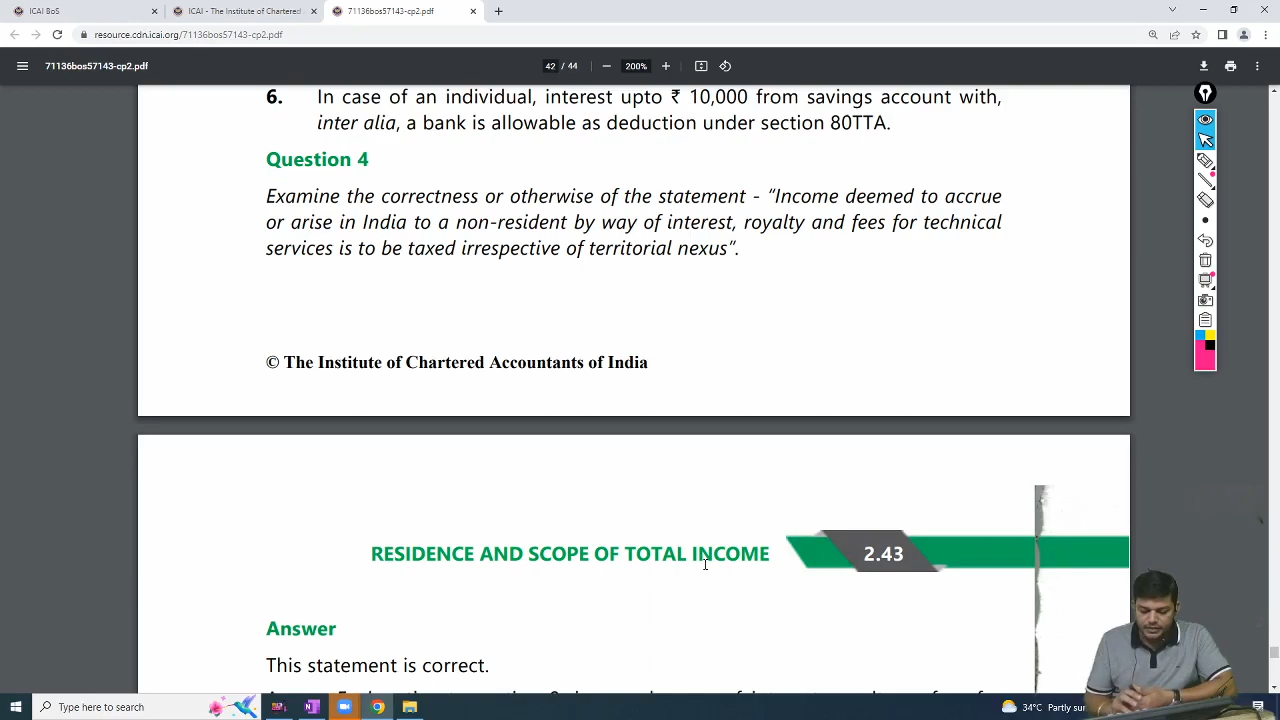 ICAI BoS
ICAI - The Institute of Chartered
71136bos57143-cp2.pdf
resource.cdn.icai.org/71136bos57143-cp2.pdf
71136bos57143-cp2.pdf
42 / 44
200%
6. In case of an individual, interest upto ₹ 10,000 from savings account with,
inter alia, a bank is allowable as deduction under section 80TTA.
Question 4
Examine the correctness or otherwise of the statement - “Income deemed to accrue
or arise in India to a non-resident by way of interest, royalty and fees for technical
services is to be taxed irrespective of territorial nexus”.
© The Institute of Chartered Accountants of India
RESIDENCE AND SCOPE OF TOTAL INCOME 2.43
Answer
This statement is correct.
Type here to search
34°C Partly sun